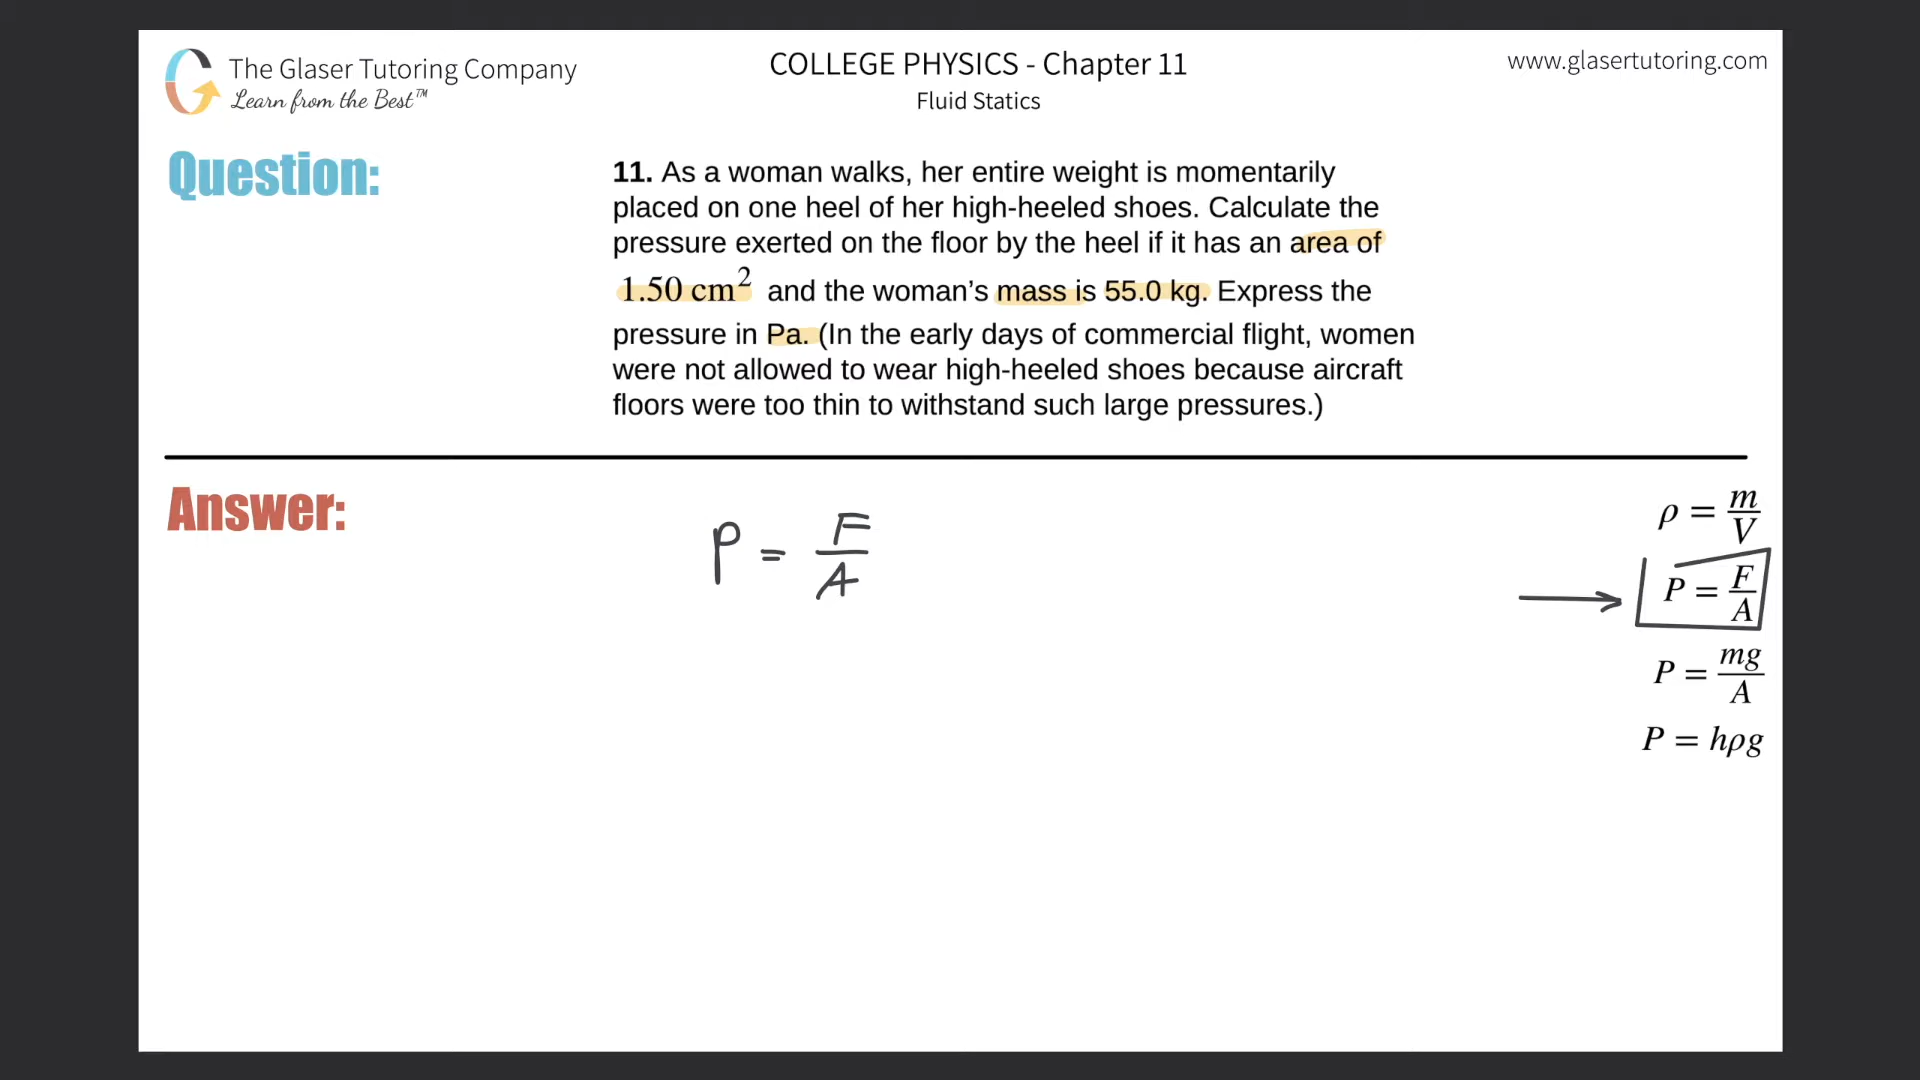 The Glaser Tutoring Company
Learn from the Best™
COLLEGE PHYSICS - Chapter 11
Fluid Statics
www.glasertutoring.com
Question:
11. As a woman walks, her entire weight is momentarily
placed on one heel of her high-heeled shoes. Calculate the
pressure exerted on the floor by the heel if it has an area of
1.50 cm² and the woman's mass is 55.0 kg. Express the
pressure in Pa. (In the early days of commercial flight, women
were not allowed to wear high-heeled shoes because aircraft
floors were too thin to withstand such large pressures.)
Answer:
P = F/A
ρ = m/V
P = F/A
P = mg/A
P = hρg